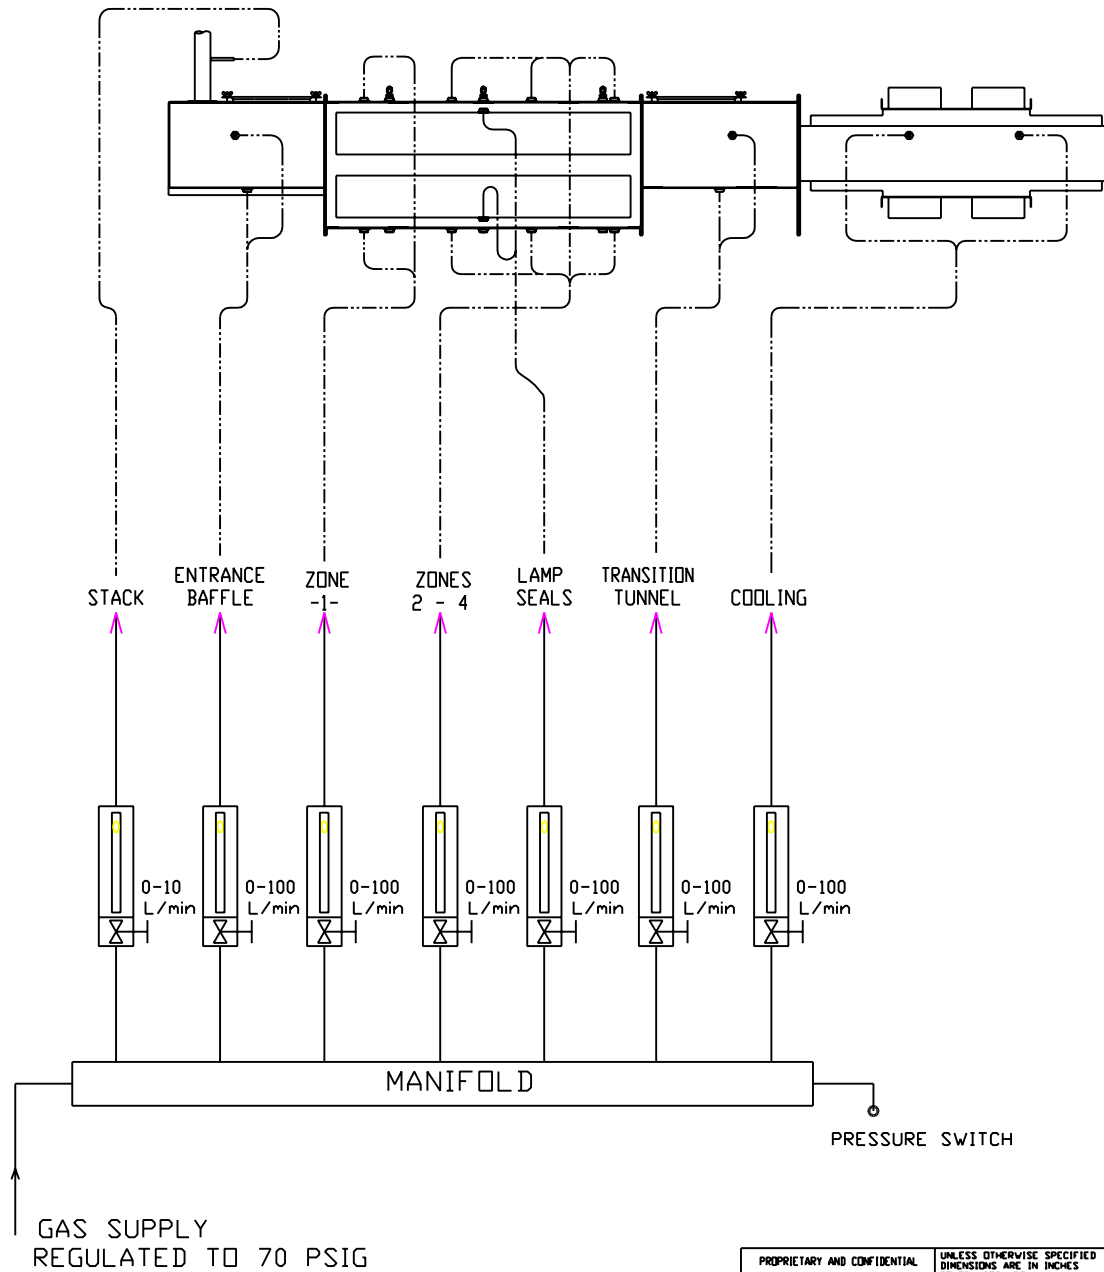 STACK
ENTRANCE
BAFFLE
ZONE
-1-
ZONES
2 - 4
LAMP
SEALS
TRANSITION
TUNNEL
COOLING
0-10
L/min
0-100
L/min
0-100
L/min
0-100
L/min
0-100
L/min
0-100
L/min
0-100
L/min
MANIFOLD
PRESSURE SWITCH
GAS SUPPLY
REGULATED TO 70 PSIG
PROPRIETARY AND CONFIDENTIAL
UNLESS OTHERWISE SPECIFIED
DIMENSIONS ARE IN INCHES